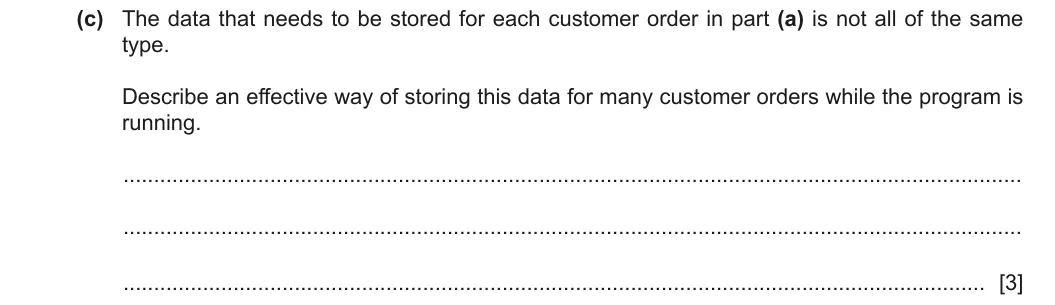 (c) The data that needs to be stored for each customer order in part (a) is not all of the same
type.
Describe an effective way of storing this data for many customer orders while the program is
running.
....................................................................................................................................................
....................................................................................................................................................
.............................................................................................................................................. [3]